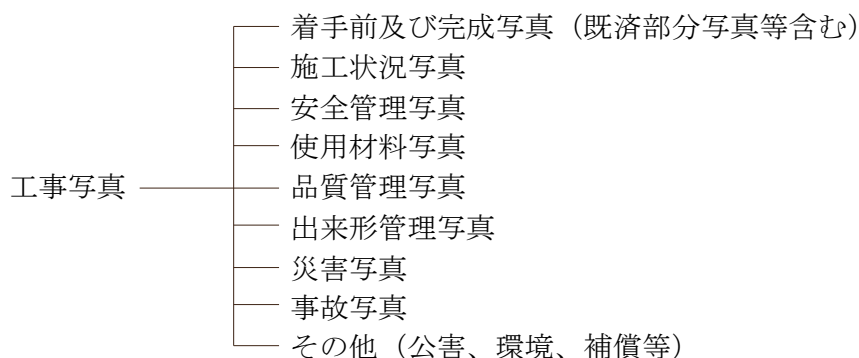 着手前及び完成写真（既済部分写真等含む）
施工状況写真
安全管理写真
使用材料写真
工事写真
品質管理写真
出来形管理写真
災害写真
事故写真
その他（公害、環境、補償等）